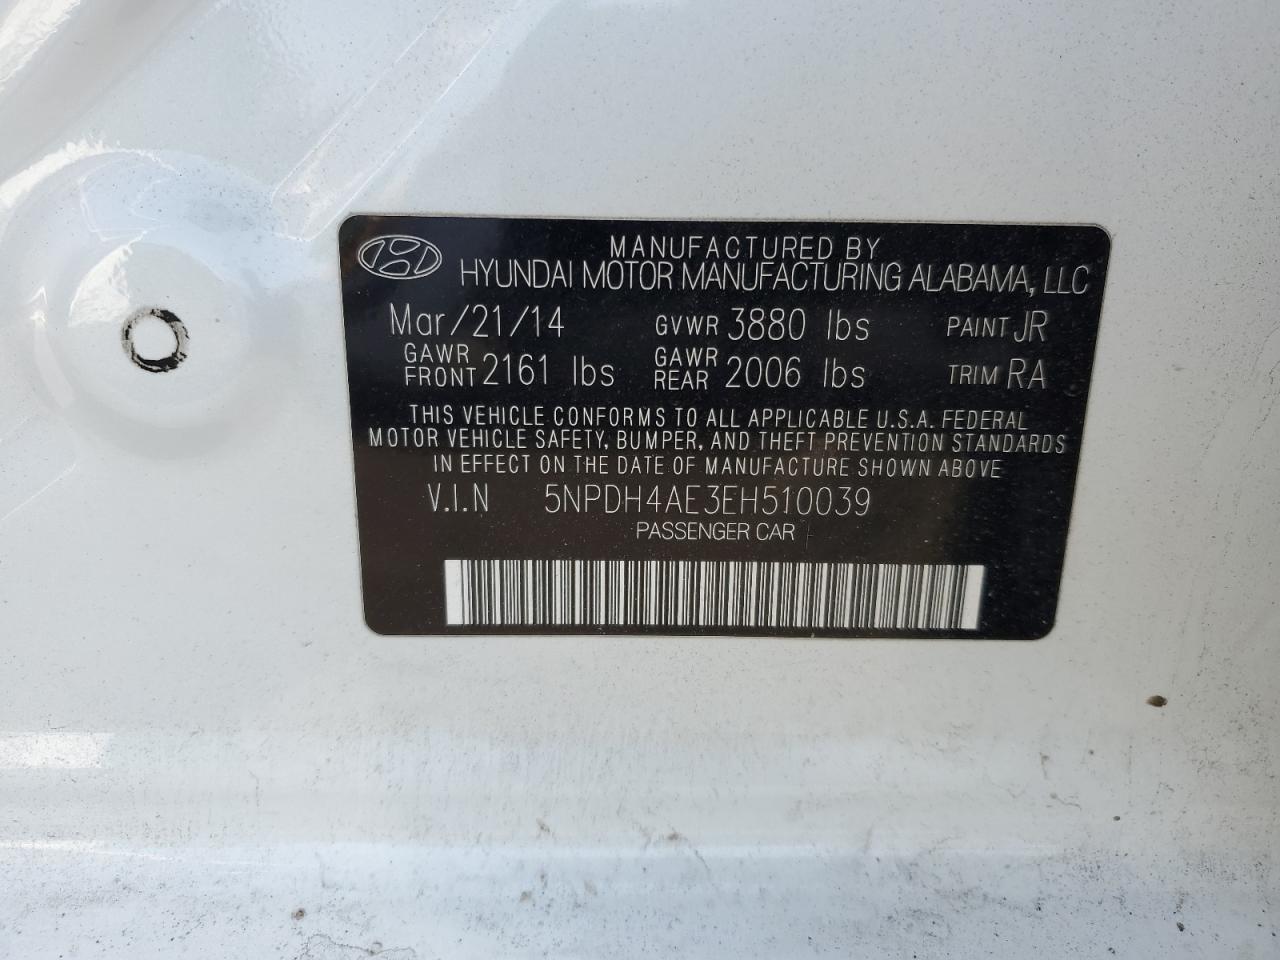 MANUFACTURED BY
HYUNDAI MOTOR MANUFACTURING ALABAMA, LLC
Mar/21/14 GVWR 3880 lbs PAINT JR
GAWR FRONT 2161 lbs GAWR REAR 2006 lbs TRIM RA
THIS VEHICLE CONFORMS TO ALL APPLICABLE U.S.A. FEDERAL
MOTOR VEHICLE SAFETY, BUMPER, AND THEFT PREVENTION STANDARDS
IN EFFECT ON THE DATE OF MANUFACTURE SHOWN ABOVE
V.I.N 5NPDH4AE3EH510039
PASSENGER CAR